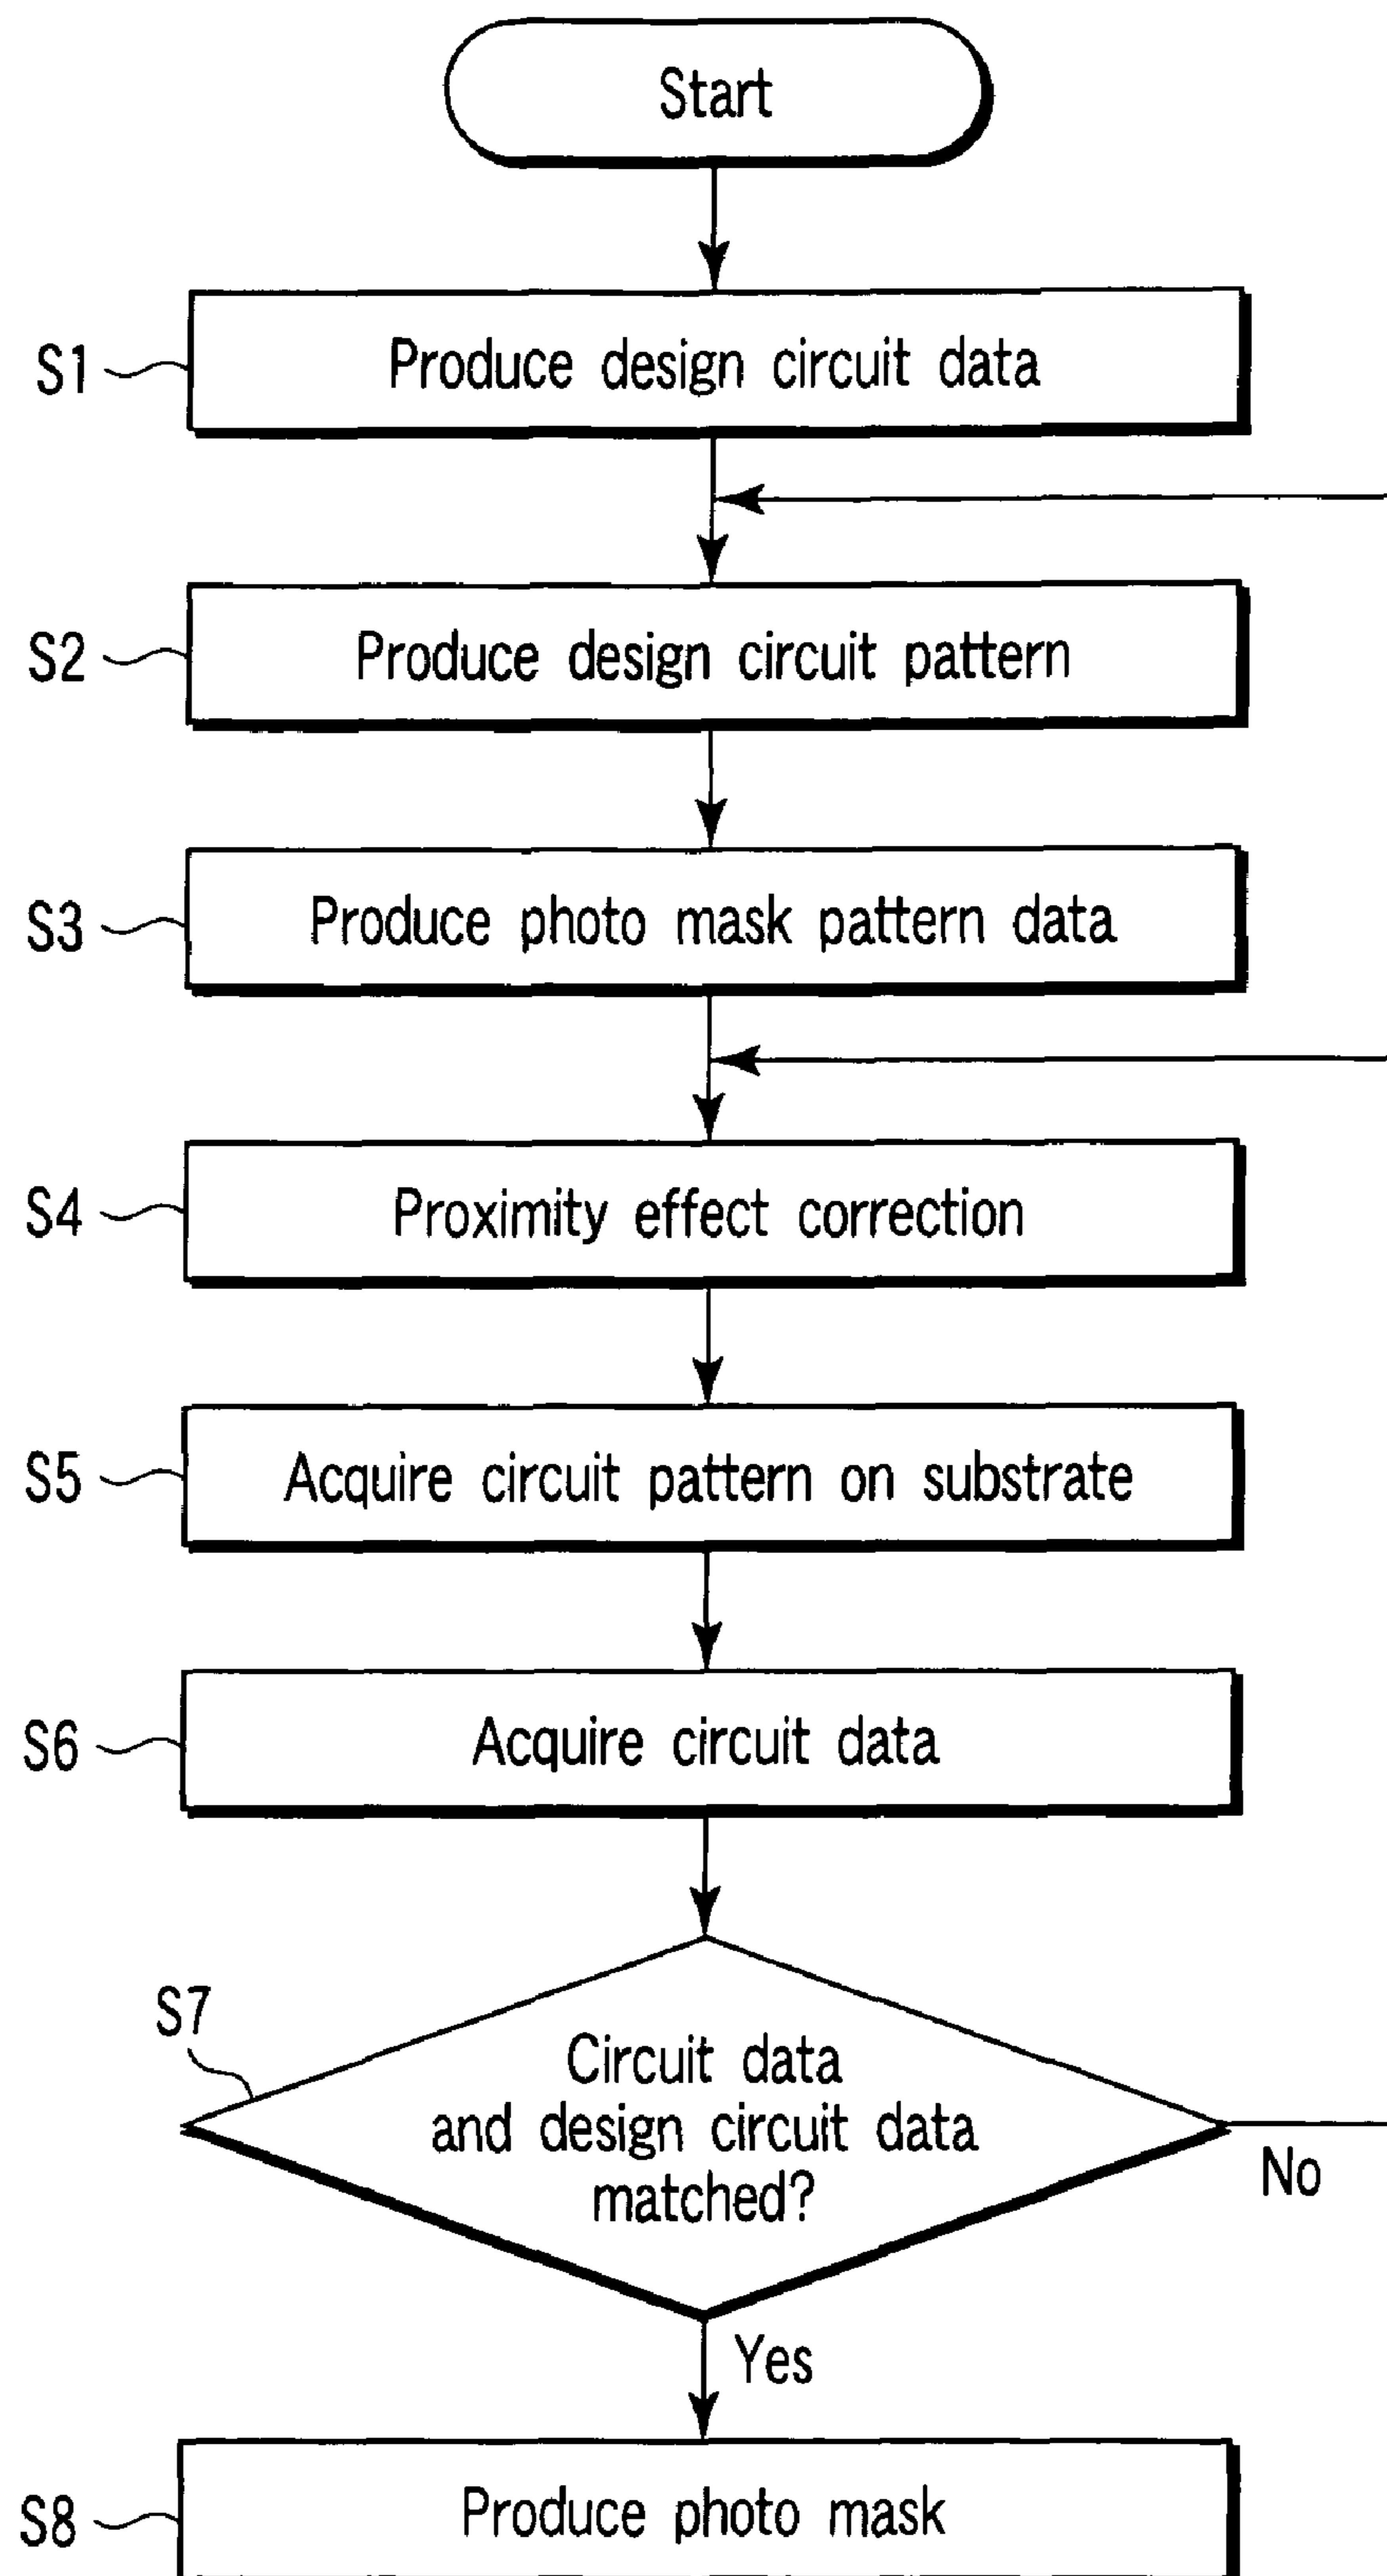 Start
S1
Produce design circuit data
S2
Produce design circuit pattern
S3
Produce photo mask pattern data
S4
Proximity effect correction
S5
Acquire circuit pattern on substrate
S6
Acquire circuit data
S7
Circuit data
and design circuit data
matched?
No
Yes
S8
Produce photo mask